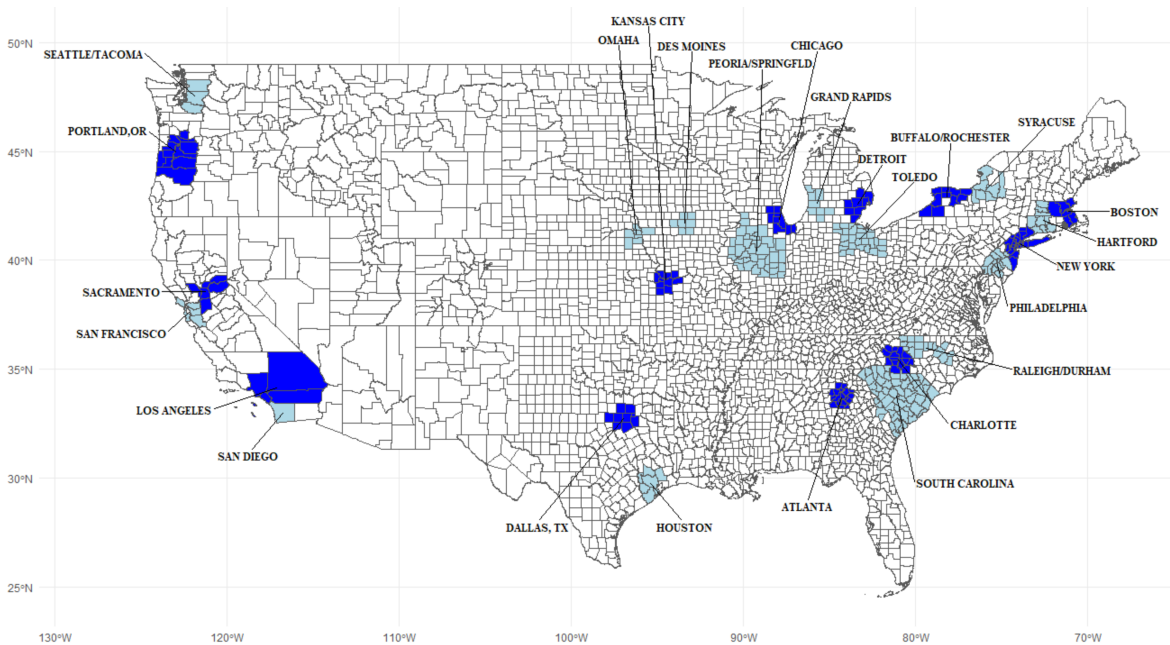 KANSAS CITY
OMAHA
DES MOINES
CHICAGO
50°N
SEATTLE/TACOMA
PEORIA/SPRINGFLD
GRAND RAPIDS
SYRACUSE
PORTLAND,OR
BUFFALO/ROCHESTER
45°N
DETROIT
TOLEDO
BOSTON
HARTFORD
40°N
NEW YORK
SACRAMENTO
PHILADELPHIA
SAN FRANCISCO
35°N
RALEIGH/DURHAM
LOS ANGELES
CHARLOTTE
SAN DIEGO
30°N
SOUTH CAROLINA
ATLANTA
DALLAS, TX
HOUSTON
25°N
130°W 120°W 110°W 100°W 90°W 80°W 70°W